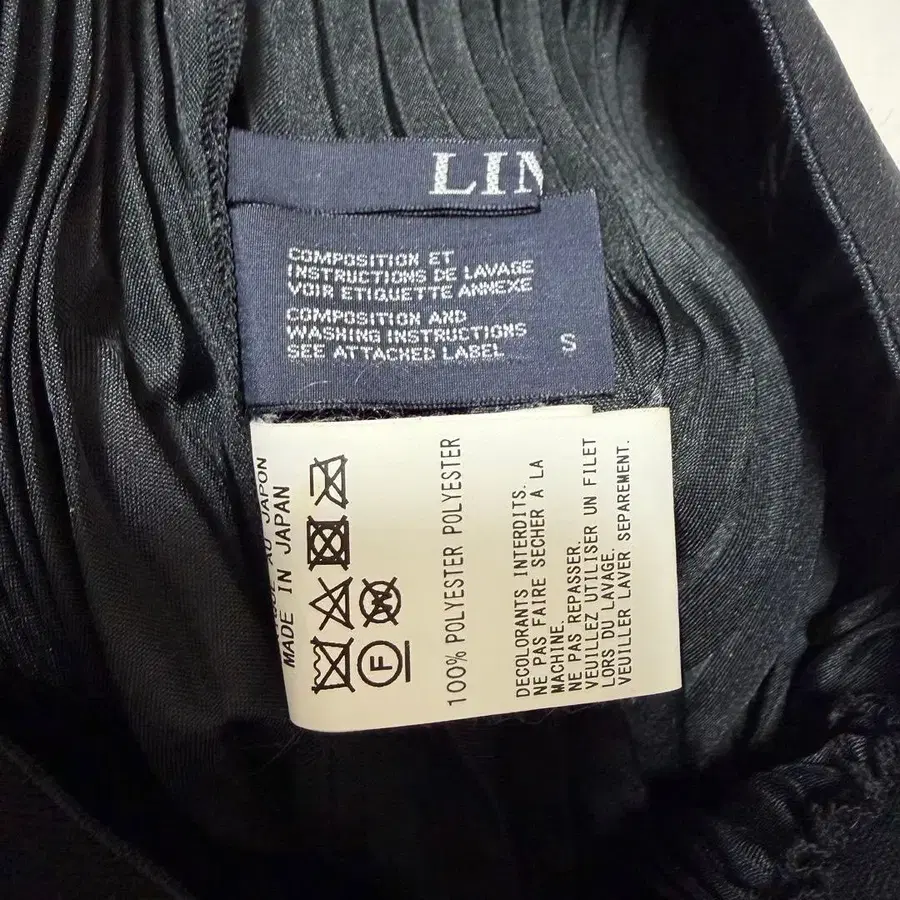 LIN
COMPOSITION ET
INSTRUCTIONS DE LAVAGE
VOIR ETIQUETTE ANNEXE
COMPOSITION AND
WASHING INSTRUCTIONS
SEE ATTACHED LABEL
S
AU JAPON
MADE IN JAPAN
W
F
100% POLYESTER POLYESTER
DECOLORANTS INTERDITS.
NE PAS FAIRE SECHER A LA
MACHINE.
NE PAS REPASSER.
VEUILLEZ UTILISER UN FILET
LORS DU LAVAGE.
VEUILLER LAVER SEPAREMENT.